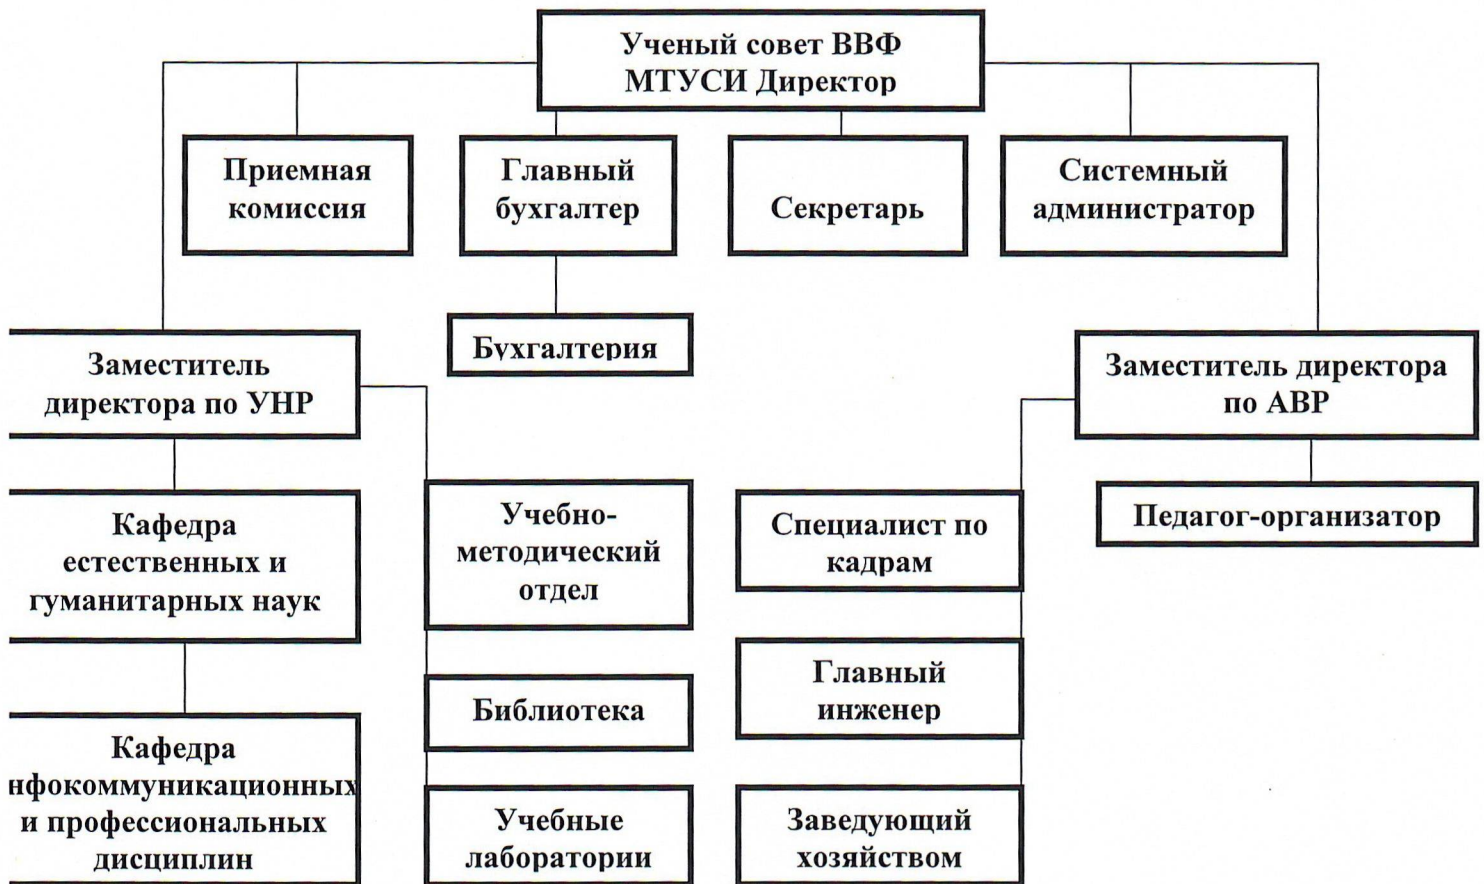 Ученый совет ВВФ
МТУСИ Директор
Приемная
комиссия
Главный
бухгалтер
Секретарь
Системный
администратор
Бухгалтерия
Заместитель
директора по УНР
Заместитель директора
по АВР
Педагог-организатор
Кафедра
естественных и
гуманитарных наук
Учебно-
методический
отдел
Специалист по
кадрам
Библиотека
Главный
инженер
Кафедра
нфокоммуникационных
и профессиональных
дисциплин
Учебные
лаборатории
Заведующий
хозяйством